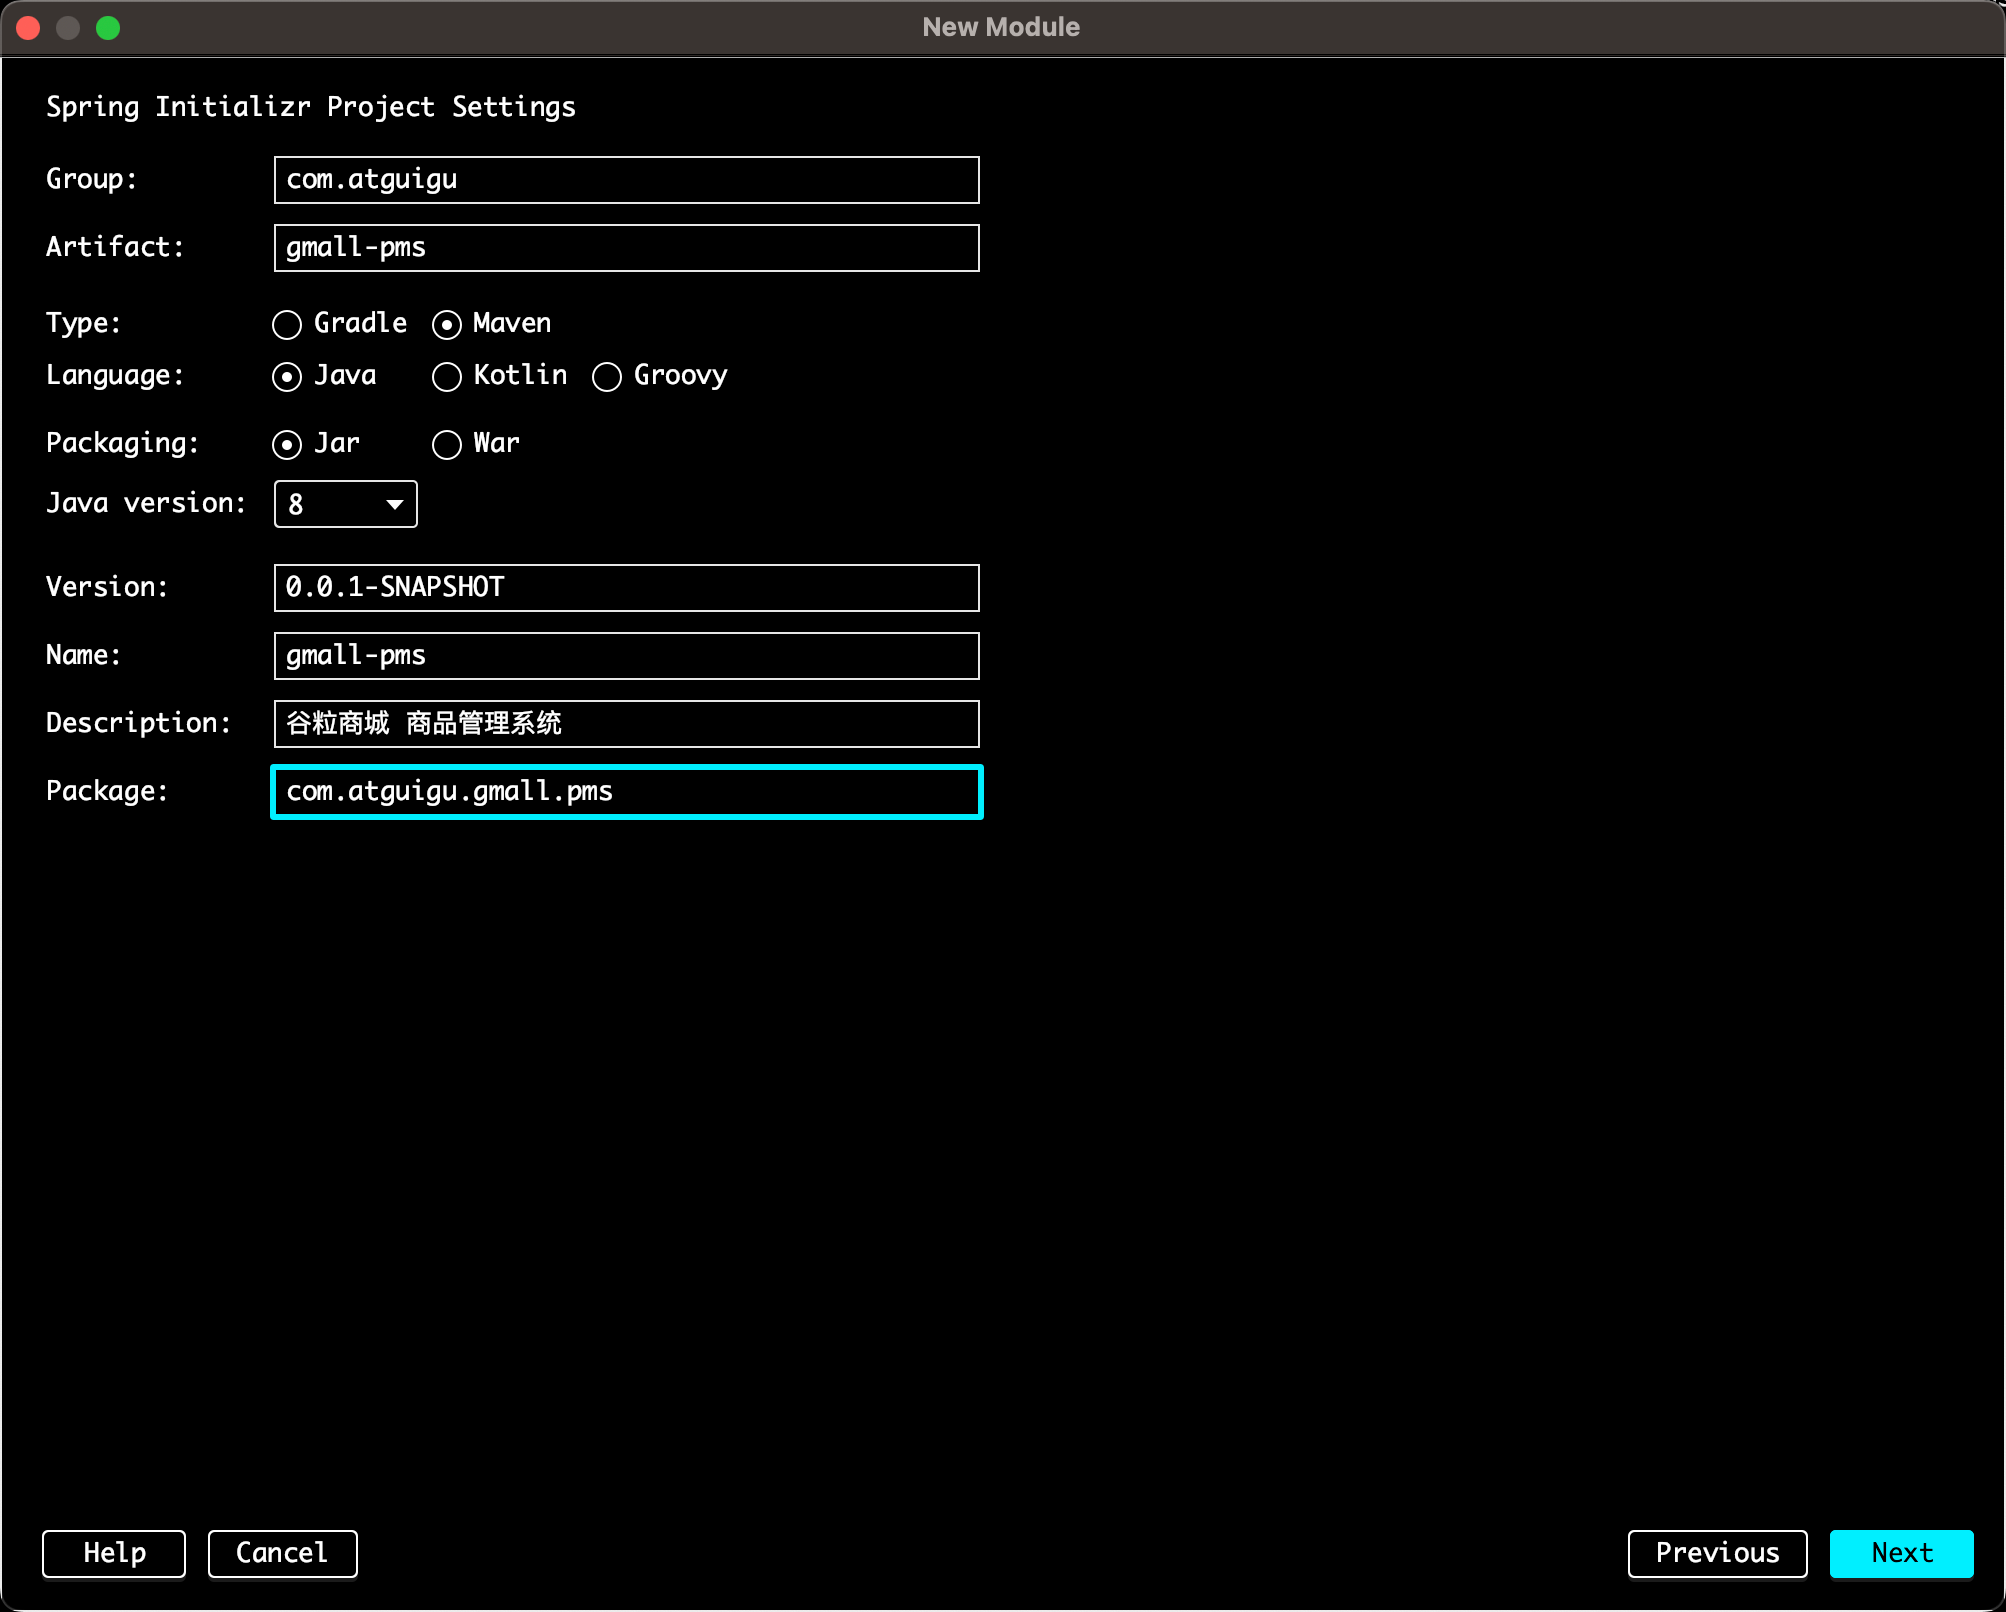 New Module
Spring Initializr Project Settings
Group: com.atguigu
Artifact: gmall-pms
Type: Gradle Maven
Language: Java Kotlin Groovy
Packaging: Jar War
Java version: 8
Version: 0.0.1-SNAPSHOT
Name: gmall-pms
Description: 谷粒商城 商品管理系统
Package: com.atguigu.gmall.pms
Help Cancel Previous Next